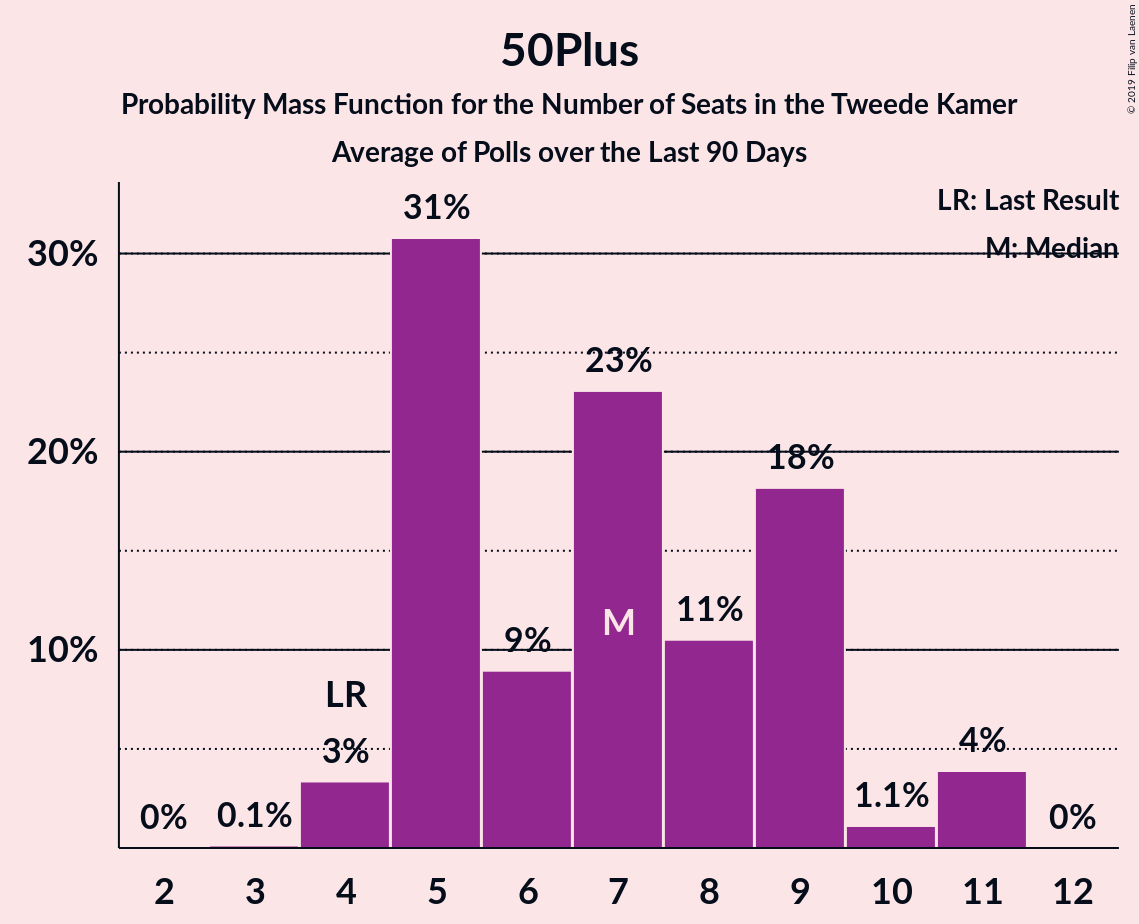 50Plus
Probability Mass Function for the Number of Seats in the Tweede Kamer
Average of Polls over the Last 90 Days
© 2019 Filip van Laenen
LR: Last Result
M: Median
30%
20%
10%
0%
0.1%
LR
3%
31%
9%
23%
M
11%
18%
1.1%
4%
0%
2 3 4 5 6 7 8 9 10 11 12